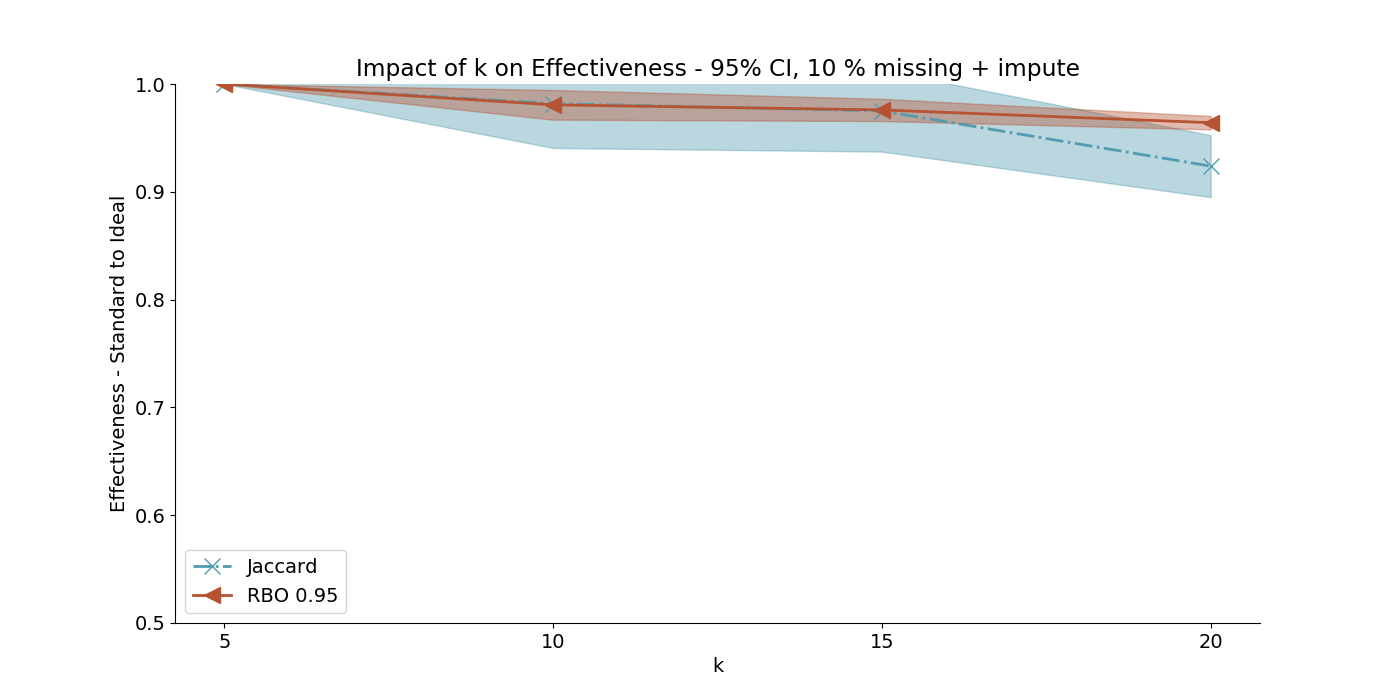 Impact of k on Effectiveness - 95% CI, 10 % missing + impute
Effectiveness - Standard to Ideal
1.0
0.9
0.8
0.7
0.6
0.5
Jaccard
RBO 0.95
5
10
15
20
k